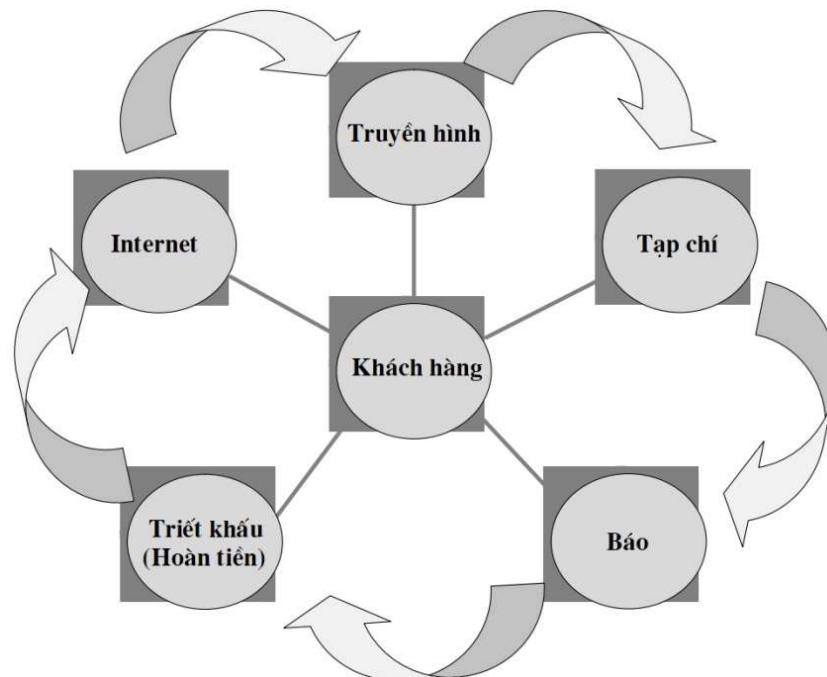 Truyền hình
Internet
Tạp chí
Khách hàng
Triết khấu
(Hoàn tiền)
Báo